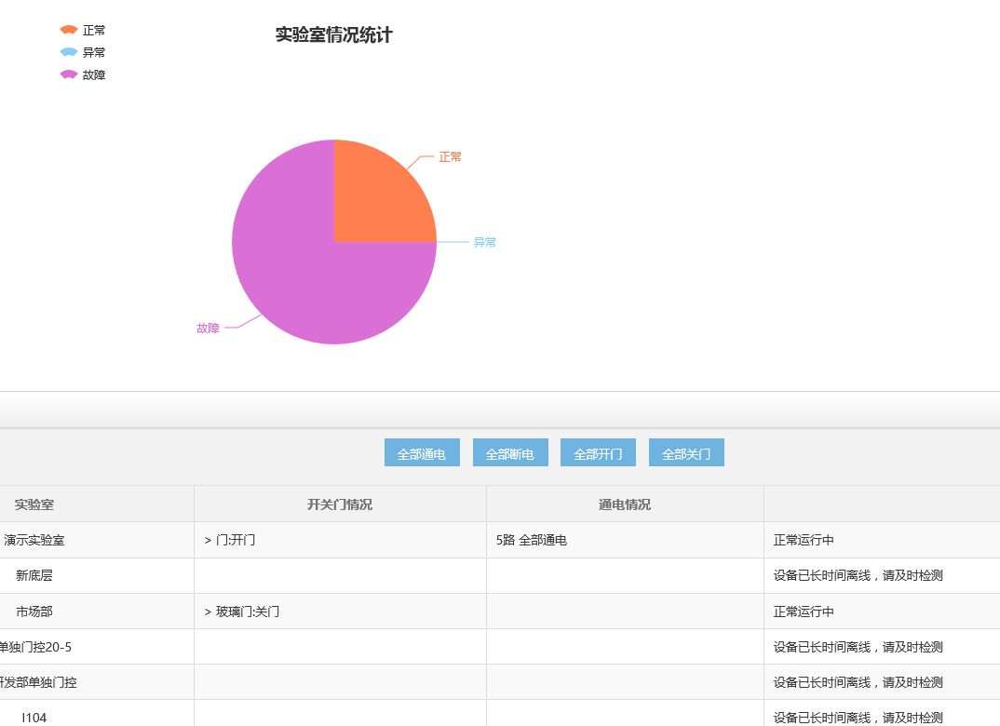 正常
异常
故障
实验室情况统计
正常
异常
故障
全部通电 全部断电 全部开门 全部关门
实验室 开关门情况 通电情况
演示实验室 > 门:开门 5路 全部通电 正常运行中
新底层 设备已长时间离线，请及时检测
市场部 > 玻璃门:关门 正常运行中
单独门控20-5 设备已长时间离线，请及时检测
研发部单独门控 设备已长时间离线，请及时检测
I104 设备已长时间离线，请及时检测